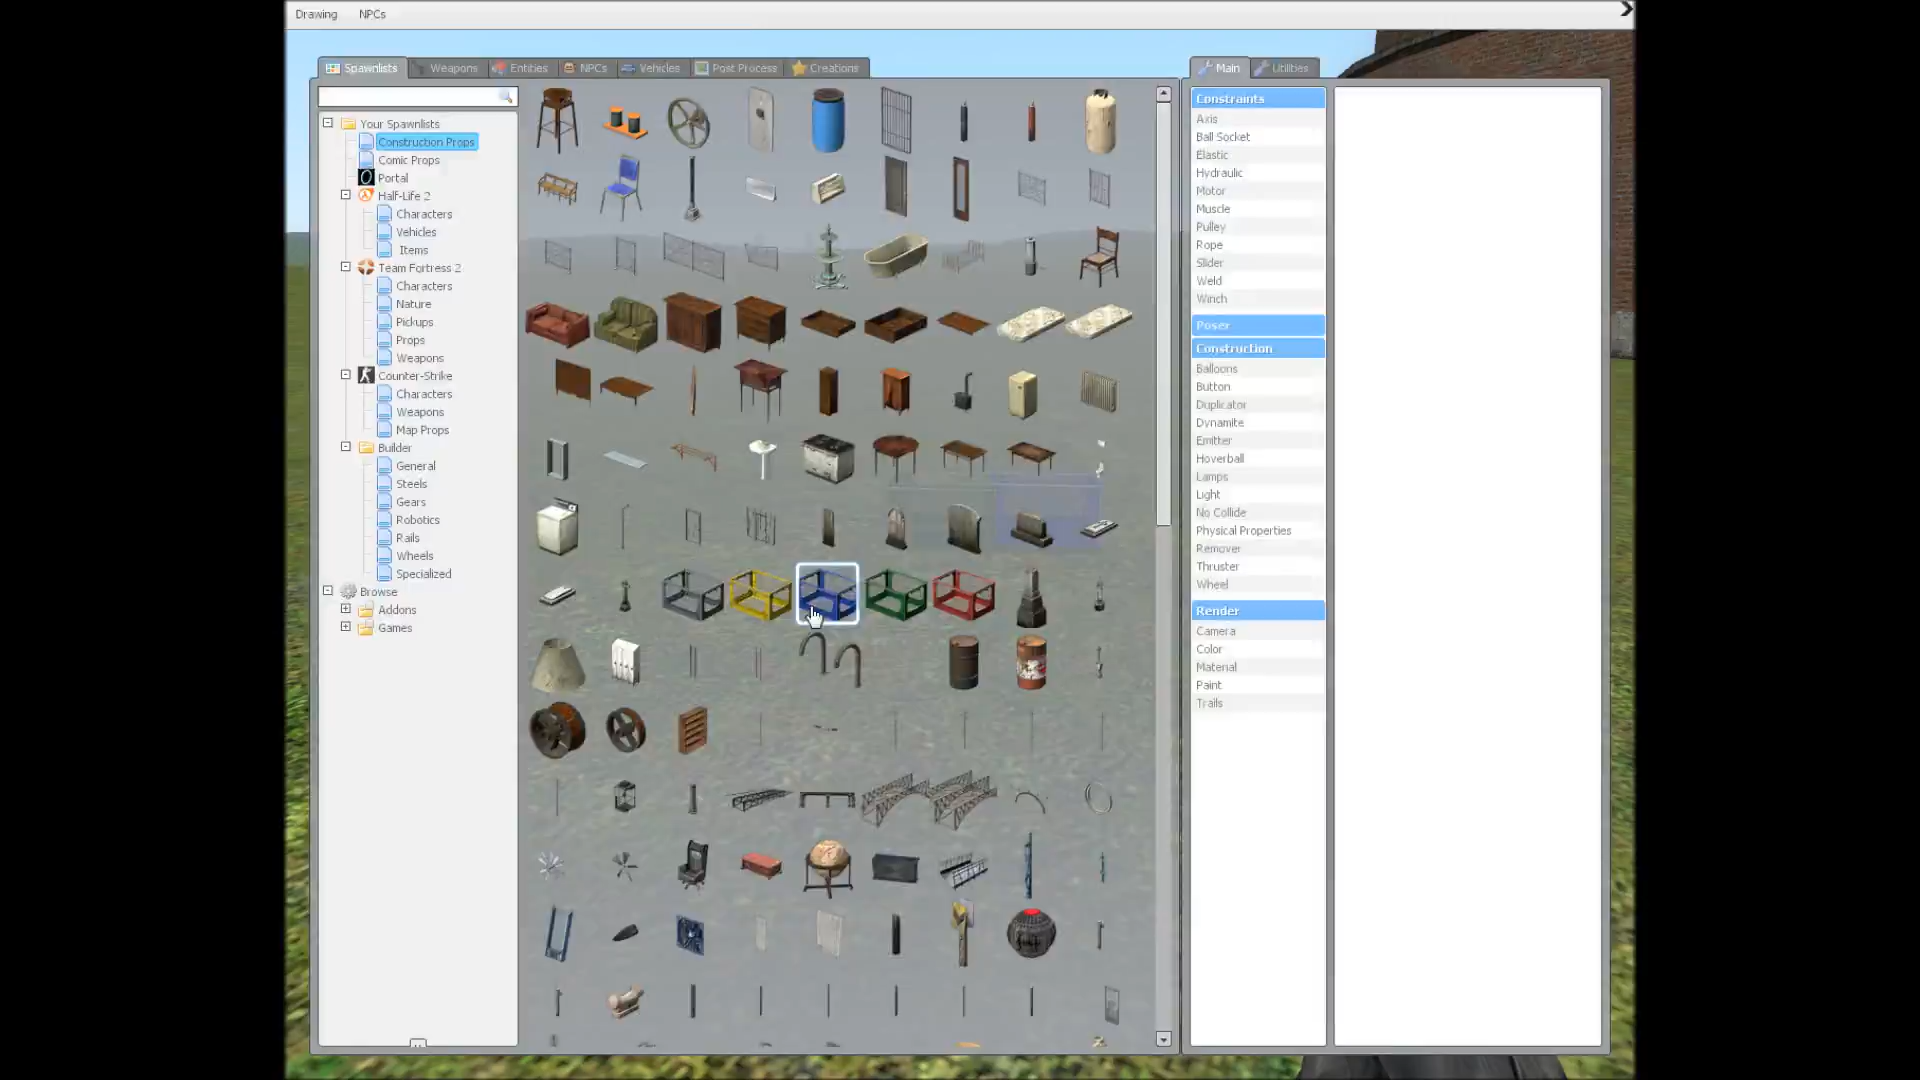 Drawing NPCs
Spawnlists Weapons Entities NPCs Vehicles Post Process Creations
Main Utilities
Your Spawnlists
Construction Props
Comic Props
Portal
Half-Life 2
Characters
Vehicles
Items
Team Fortress 2
Characters
Nature
Pickups
Props
Weapons
Counter-Strike
Characters
Weapons
Map Props
Builder
General
Steels
Gears
Robotics
Rails
Wheels
Specialized
Browse
Addons
Games
Constraints
Axis
Ball Socket
Elastic
Hydraulic
Motor
Muscle
Pulley
Rope
Slider
Weld
Winch
Poser
Construction
Balloons
Button
Duplicator
Dynamite
Emitter
Hoverball
Lamps
Light
No Collide
Physical Properties
Remover
Thruster
Wheel
Render
Camera
Color
Material
Paint
Trails